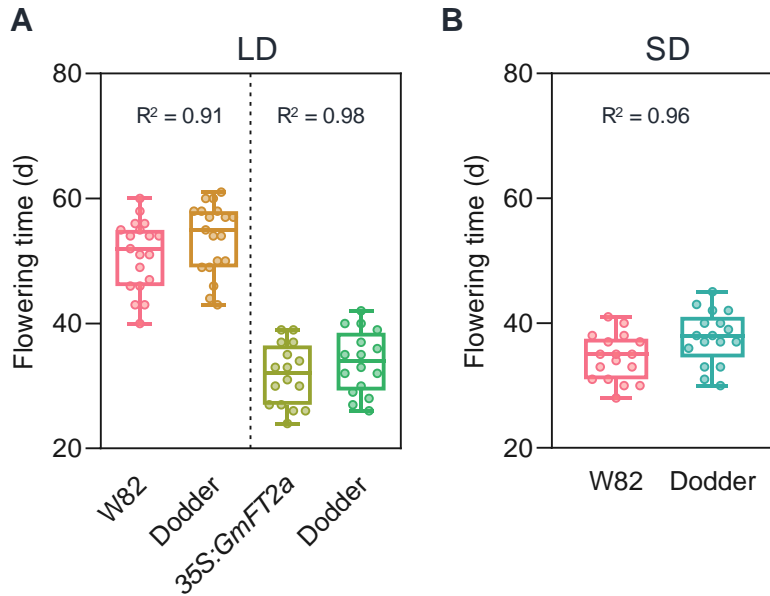 A
LD
Flowering time (d)
80
60
40
20
R² = 0.91
R² = 0.98
W82
Dodder
35S:GmFT2a
Dodder
B
SD
Flowering time (d)
80
60
40
20
R² = 0.96
W82
Dodder